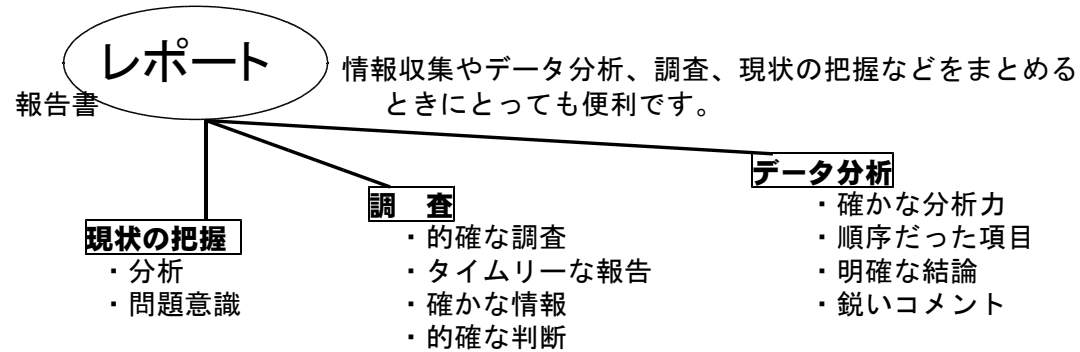 レポート
情報収集やデータ分析、調査、現状の把握などをまとめる
報告書
ときにとっても便利です。
現状の把握
・分析
・問題意識
調　査
・的確な調査
・タイムリーな報告
・確かな情報
・的確な判断
データ分析
・確かな分析力
・順序だった項目
・明確な結論
・鋭いコメント